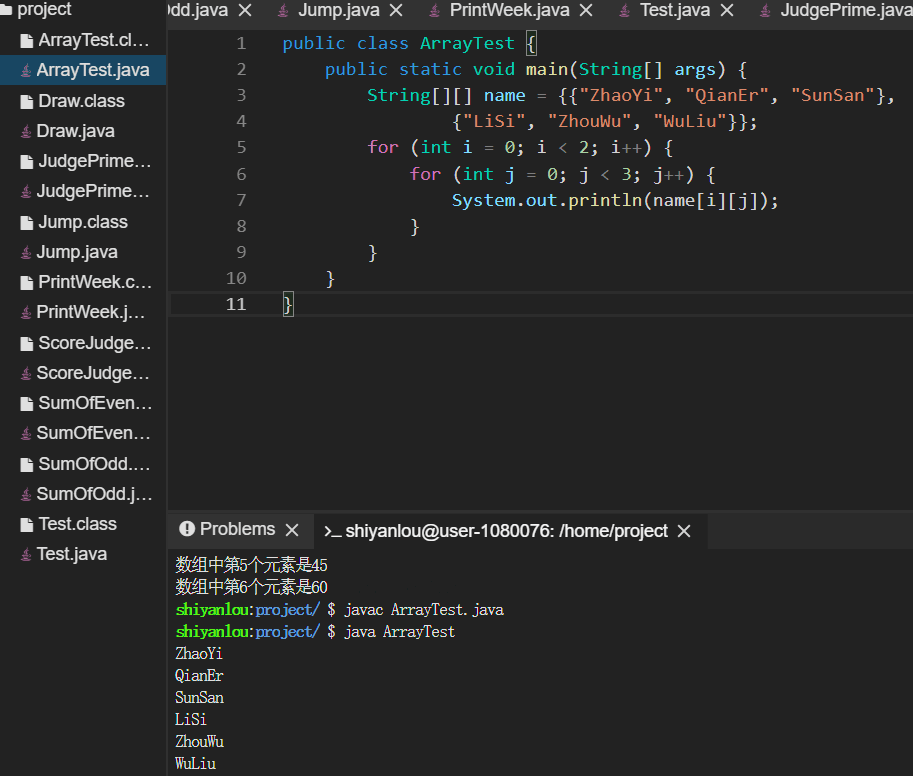 project
ArrayTest.cl...
ArrayTest.java
Draw.class
Draw.java
JudgePrime...
JudgePrime...
Jump.class
Jump.java
PrintWeek.c...
PrintWeek.j...
ScoreJudge...
ScoreJudge...
SumOfEven...
SumOfEven...
SumOfOdd....
SumOfOdd.j...
Test.class
Test.java
Odd.java Jump.java PrintWeek.java Test.java JudgePrime.java
1 public class ArrayTest {
2 public static void main(String[] args) {
3 String[][] name = {{"ZhaoYi", "QianEr", "SunSan"},
4 {"LiSi", "ZhouWu", "WuLiu"}};
5 for (int i = 0; i < 2; i++) {
6 for (int j = 0; j < 3; j++) {
7 System.out.println(name[i][j]);
8 }
9 }
10 }
11 }
Problems >_ shiyanlou@user-1080076: /home/project
数组中第5个元素是45
数组中第6个元素是60
shiyanlou:project/ $ javac ArrayTest.java
shiyanlou:project/ $ java ArrayTest
ZhaoYi
QianEr
SunSan
LiSi
ZhouWu
WuLiu